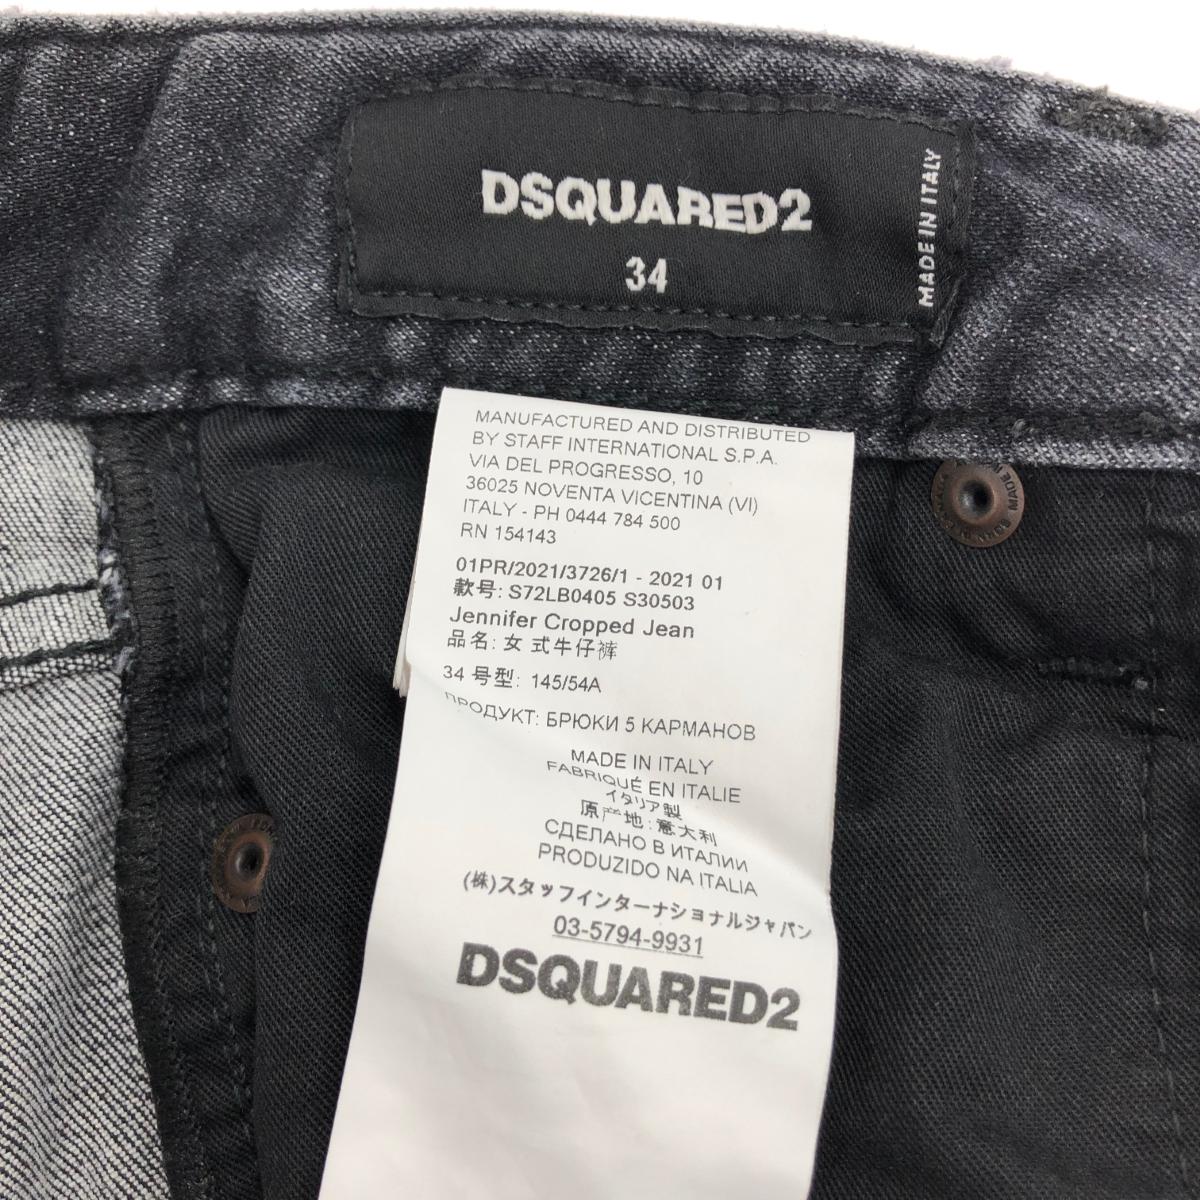 DSQUARED2
34
MADE IN ITALY
MANUFACTURED AND DISTRIBUTED
BY STAFF INTERNATIONAL S.P.A.
VIA DEL PROGRESSO, 10
36025 NOVENTA VICENTINA (VI)
ITALY - PH 0444 784 500
RN 154143
01PR/2021/3726/1 - 2021 01
款号: S72LB0405 S30503
Jennifer Cropped Jean
品名: 女 式牛仔裤
34 号型: 145/54A
ПРОДУКТ: БРЮКИ 5 КАРМАНОВ
MADE IN ITALY
FABRIQUÉ EN ITALIE
イタリア製
原产地: 意大利
СДЕЛАНО В ИТАЛИИ
PRODUZIDO NA ITALIA
(株)スタッフインターナショナルジャパン
03-5794-9931
DSQUARED2